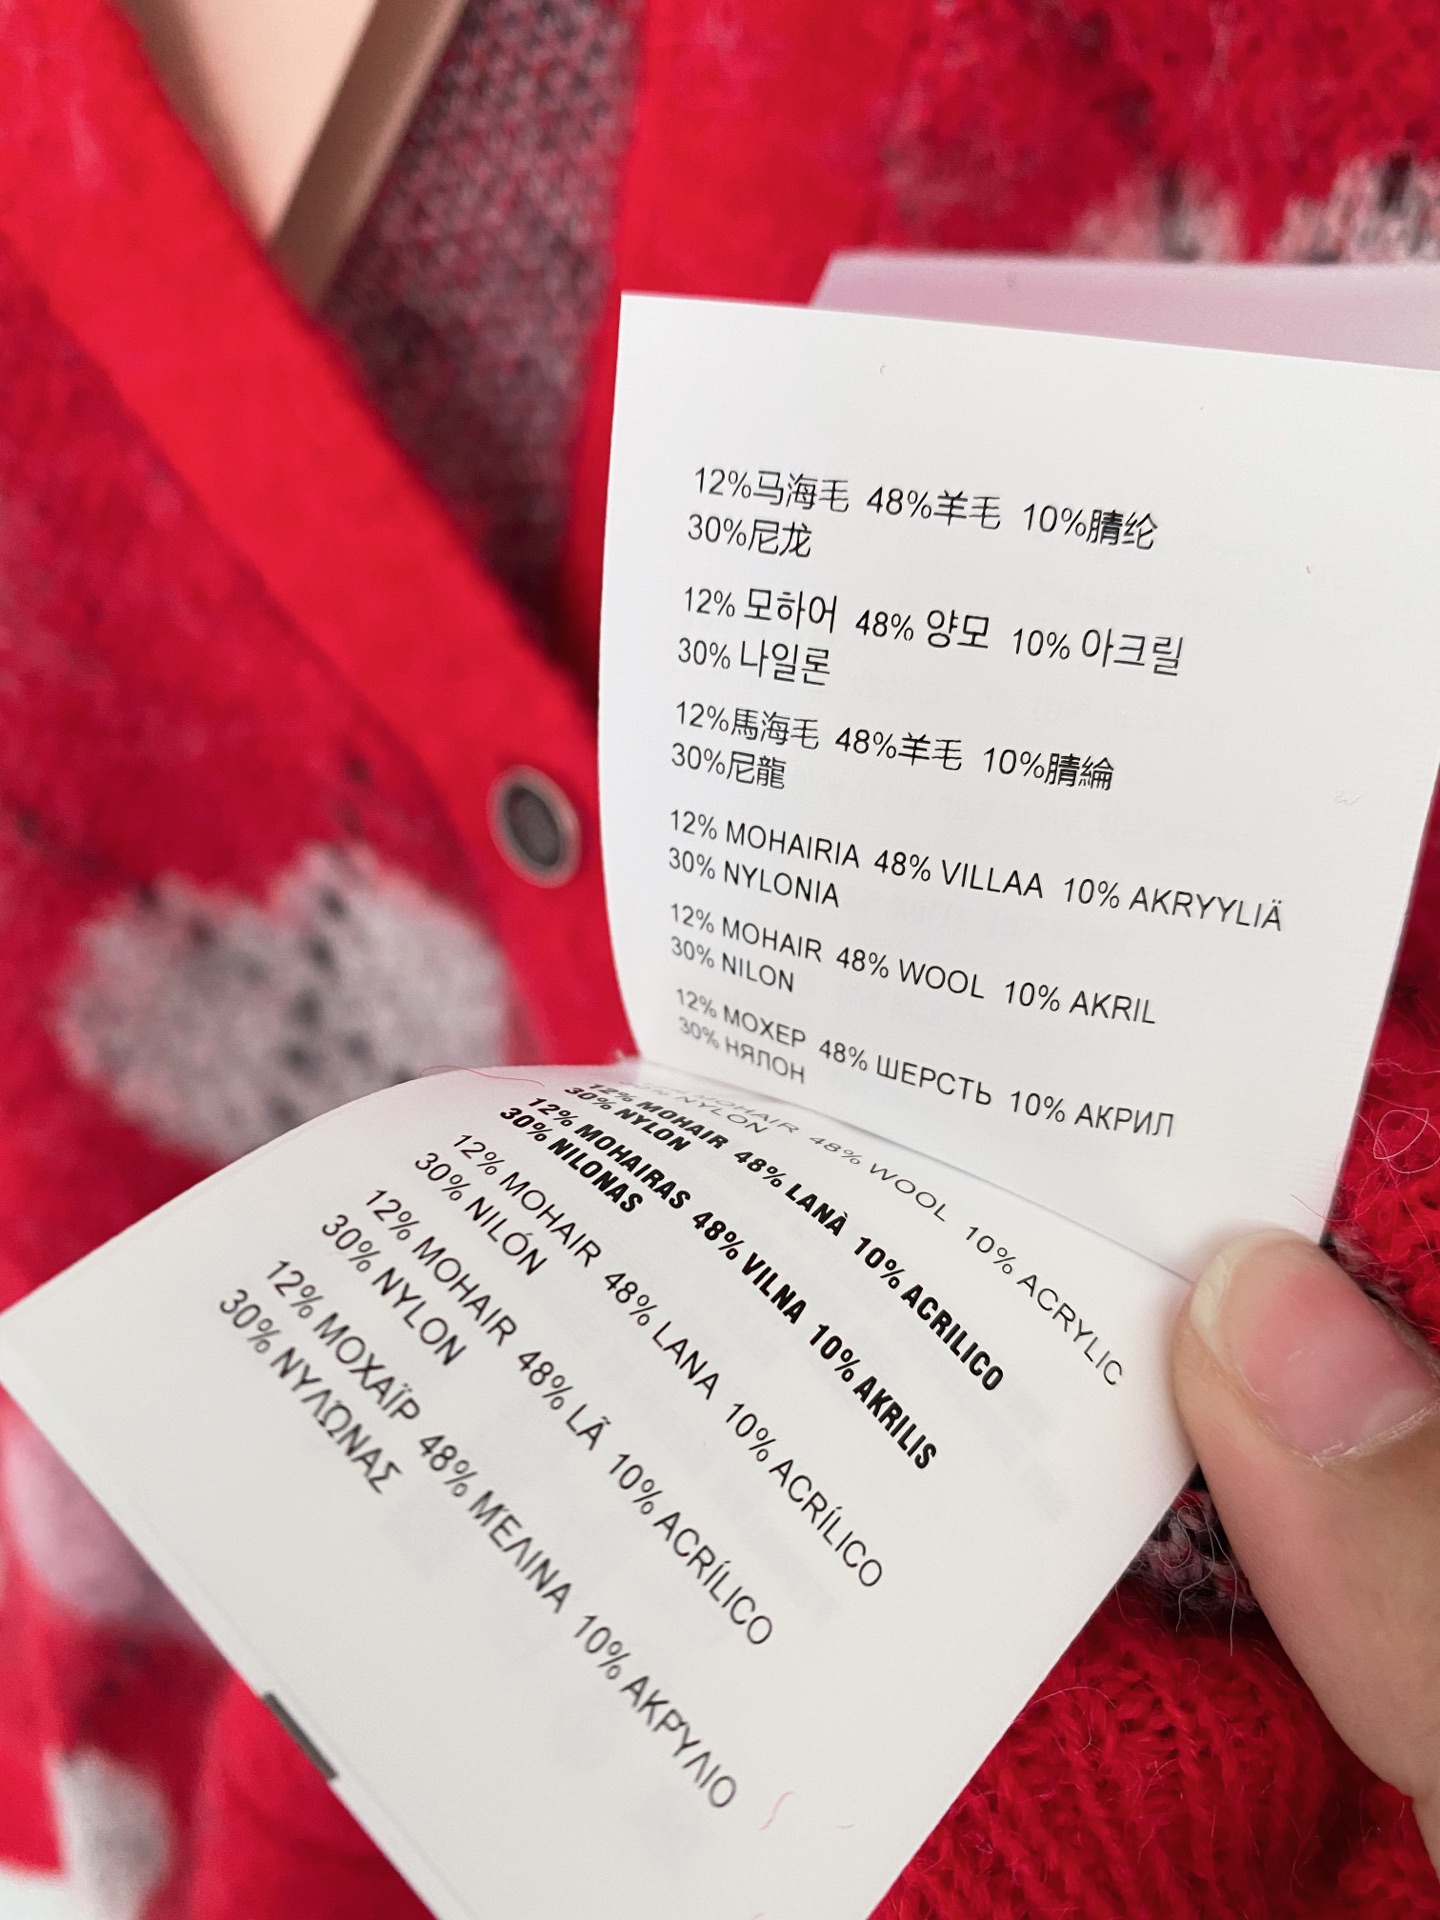 12%马海毛 48%羊毛 10%腈纶
30%尼龙
12% 모하어 48% 양모 10% 아크릴
30% 나일론
12%馬海毛 48%羊毛 10%腈綸
30%尼龍
12% MOHAIRIA 48% VILLAA 10% AKRYYLIÄ
30% NYLONIA
12% MOHAIR 48% WOOL 10% AKRIL
30% NILON
12% МОХЕР 48% ШЕРСТЬ 10% АКРИЛ
30% НЯЛОН
12% MOHAIR 48% WOOL 10% ACRYLIC
30% NYLON
12% MOHAIR 48% LANÀ 10% ACRILICO
30% NYLON
12% MOHAIRAS 48% VILNA 10% AKRILIS
30% NILONAS
12% MOHAIR 48% LANA 10% ACRÍLICO
30% NILÓN
12% MOHAIR 48% LÃ 10% ACRÍLICO
30% NYLON
12% ΜΟΧΑΪΡ 48% ΜΈΛΙΝΑ 10% ΑΚΡΎΛΙΟ
30% ΝΥΛΏΝΑΣ